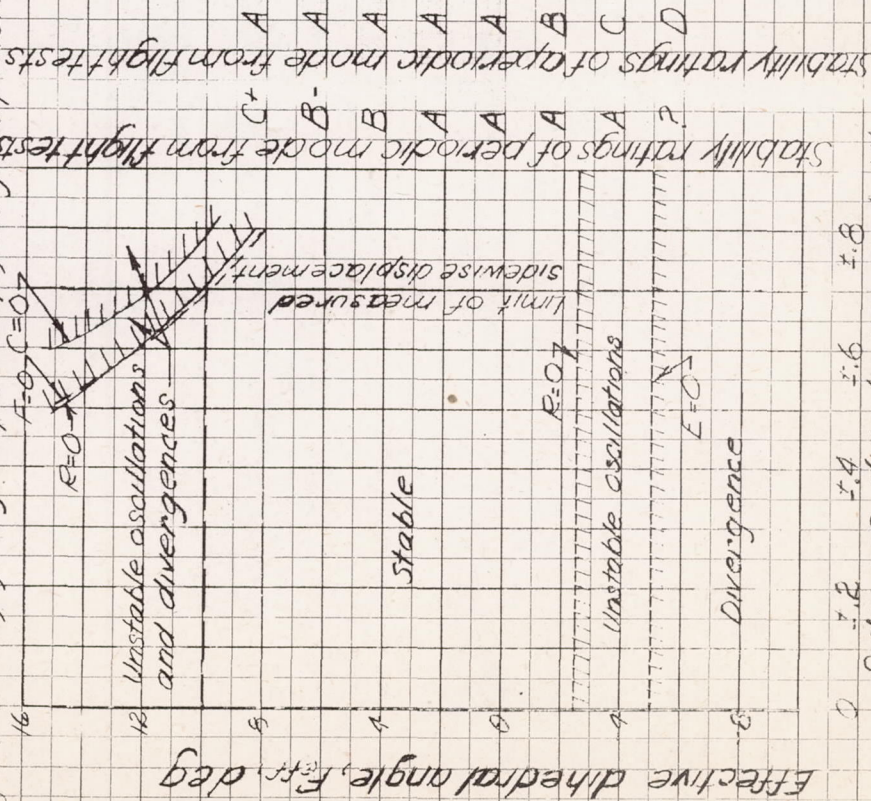 Stability ratings of aperiodic mode from flight tests
A
A
A
A
A
B
C
D
Stability ratings of periodic mode from flight tests
C+
B-
B
A
A
A
A
?
F=0
C=0
R=0
Unstable oscillations
and divergences
Limit of measured
sidewise displacement
Stable
R=0
Unstable oscillations
E=0
Divergence
16
12
8
4
0
4
-8
Effective dihedral angle, Γeff, deg
0
±.2
±.4
±.6
±.8